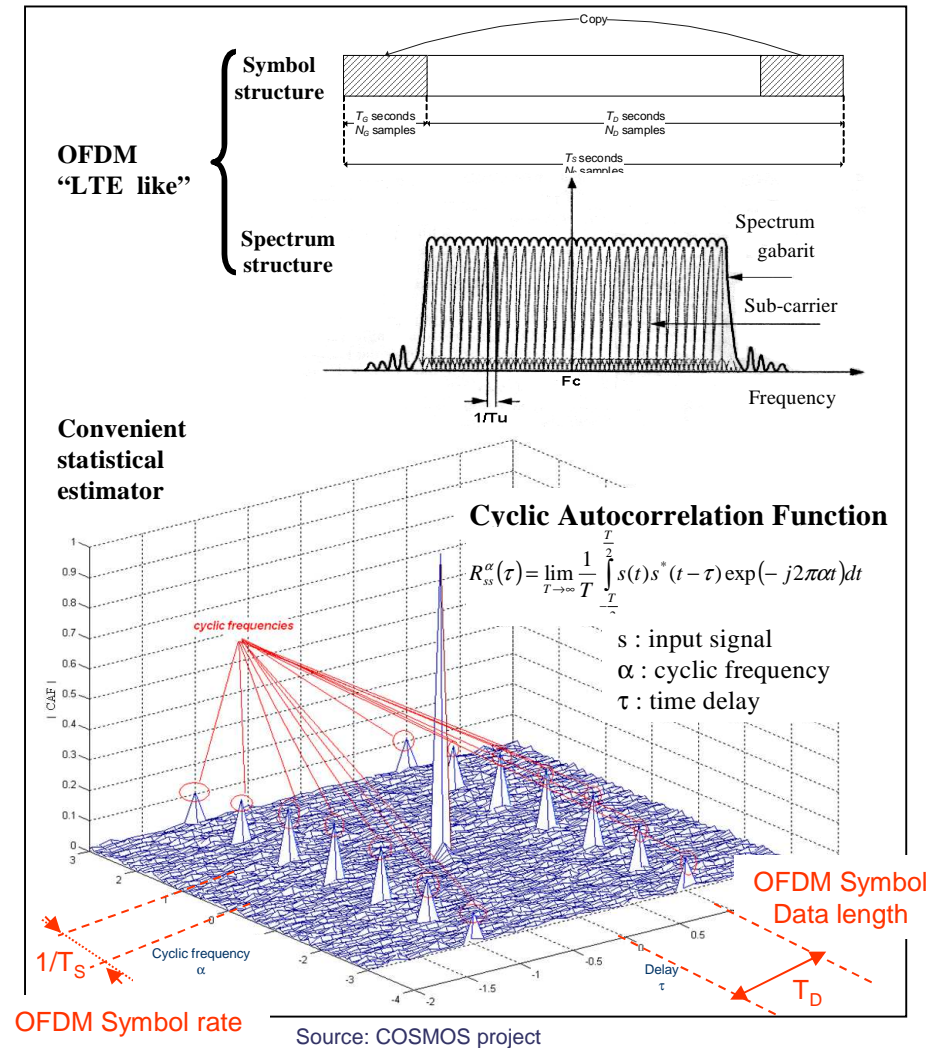 Copy
Symbol
structure
T_G seconds
N_G samples
T_D seconds
N_D samples
T_S seconds
samples
OFDM
“LTE like”
Spectrum
structure
Spectrum
gabarit
Sub-carrier
Fc
Frequency
1/Tu
Convenient
statistical
estimator
Cyclic Autocorrelation Function
R_{ss}^α(τ) = lim_{T→∞} 1/T ∫_{-T/2}^{T/2} s(t)s*(t−τ)exp(−j2παt)dt
s : input signal
α : cyclic frequency
τ : time delay
cyclic frequencies
| CAF |
1
0.9
0.8
0.7
0.6
0.5
0.4
0.3
0.2
0.1
0
3
2
1
0
-2
-3
-4
Cyclic frequency
α
-2
-1.5
-1
-0.5
0
0.5
Delay
τ
OFDM Symbol
Data length
1/T_S
T_D
OFDM Symbol rate
Source: COSMOS project